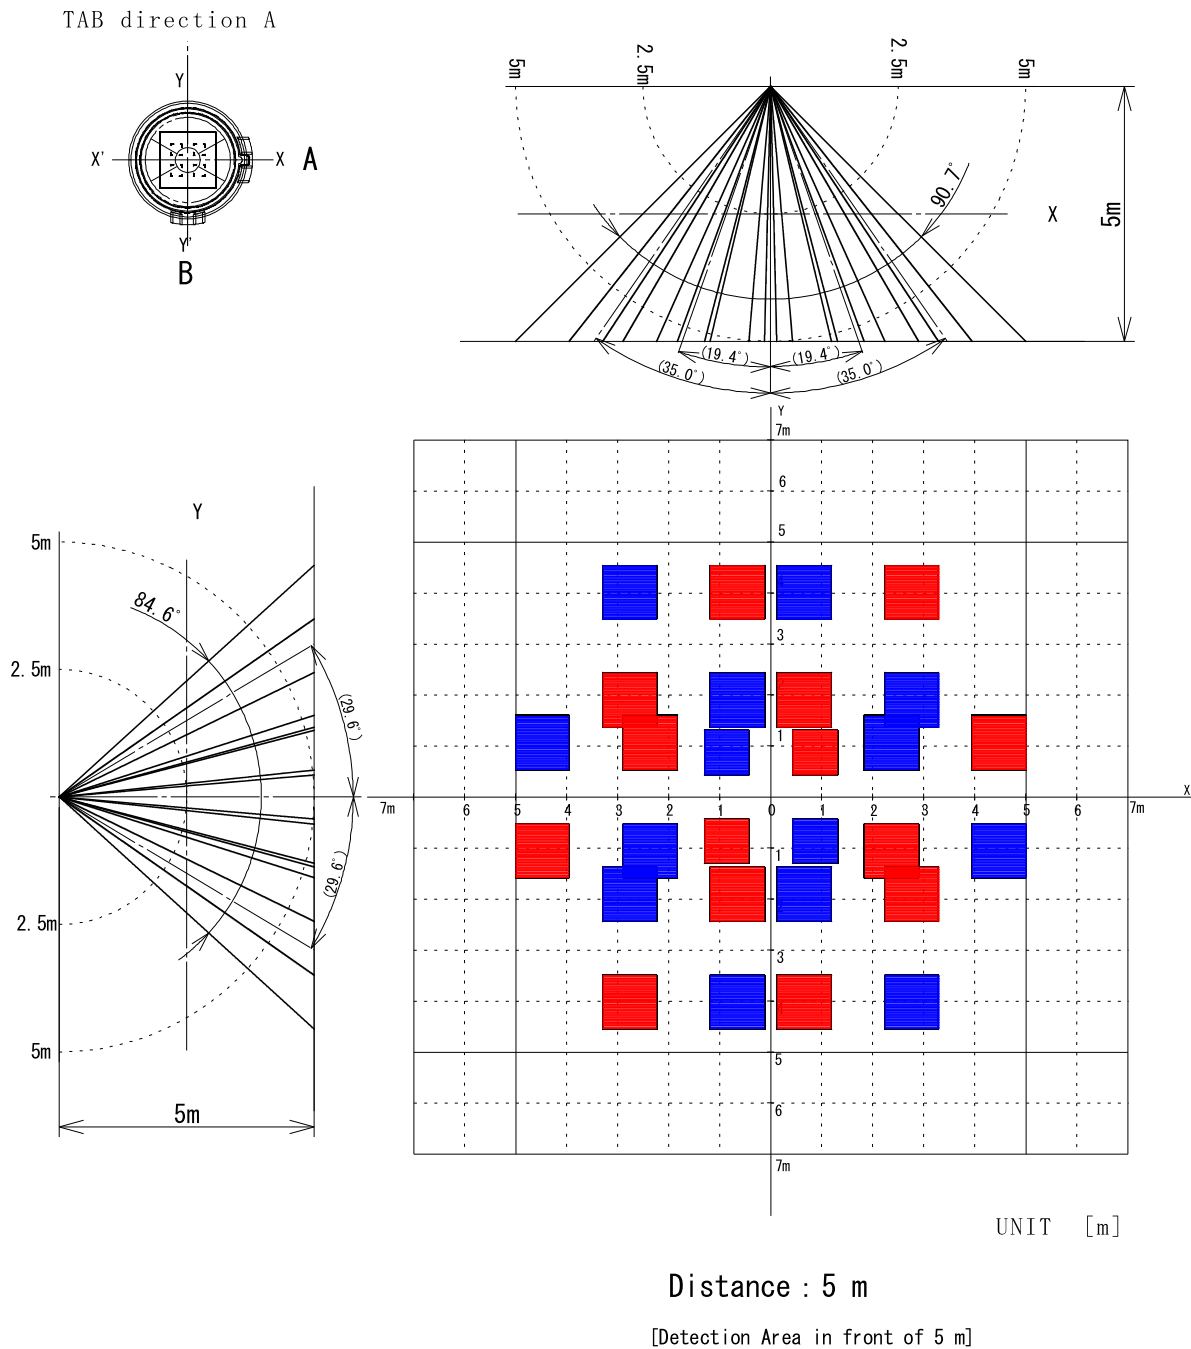 TAB direction A
Y
X'
X
A
Y'
B
5m
2.5m
2.5m
5m
90.7°
X
5m
(19.4°)
(19.4°)
(35.0°)
(35.0°)
Y
5m
84.6°
2.5m
(29.6°)
(29.6°)
2.5m
5m
5m
Y
7m
6
5
3
1
7m
6
5
4
3
2
1
0
1
2
3
4
5
6
7m
X
1
3
5
6
7m
UNIT [m]
Distance : 5 m
[Detection Area in front of 5 m]